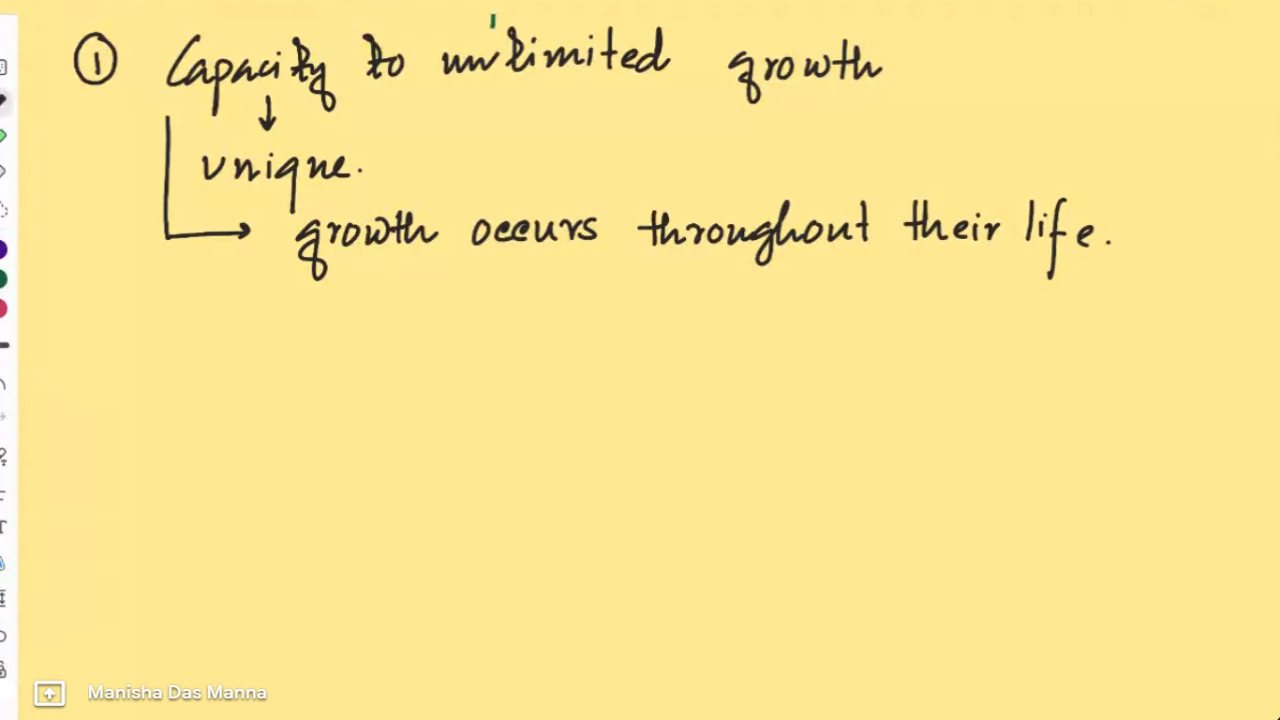 ① Capacity to unlimited growth
↓
unique.
→ growth occurs throughout their life.
Manisha Das Manna